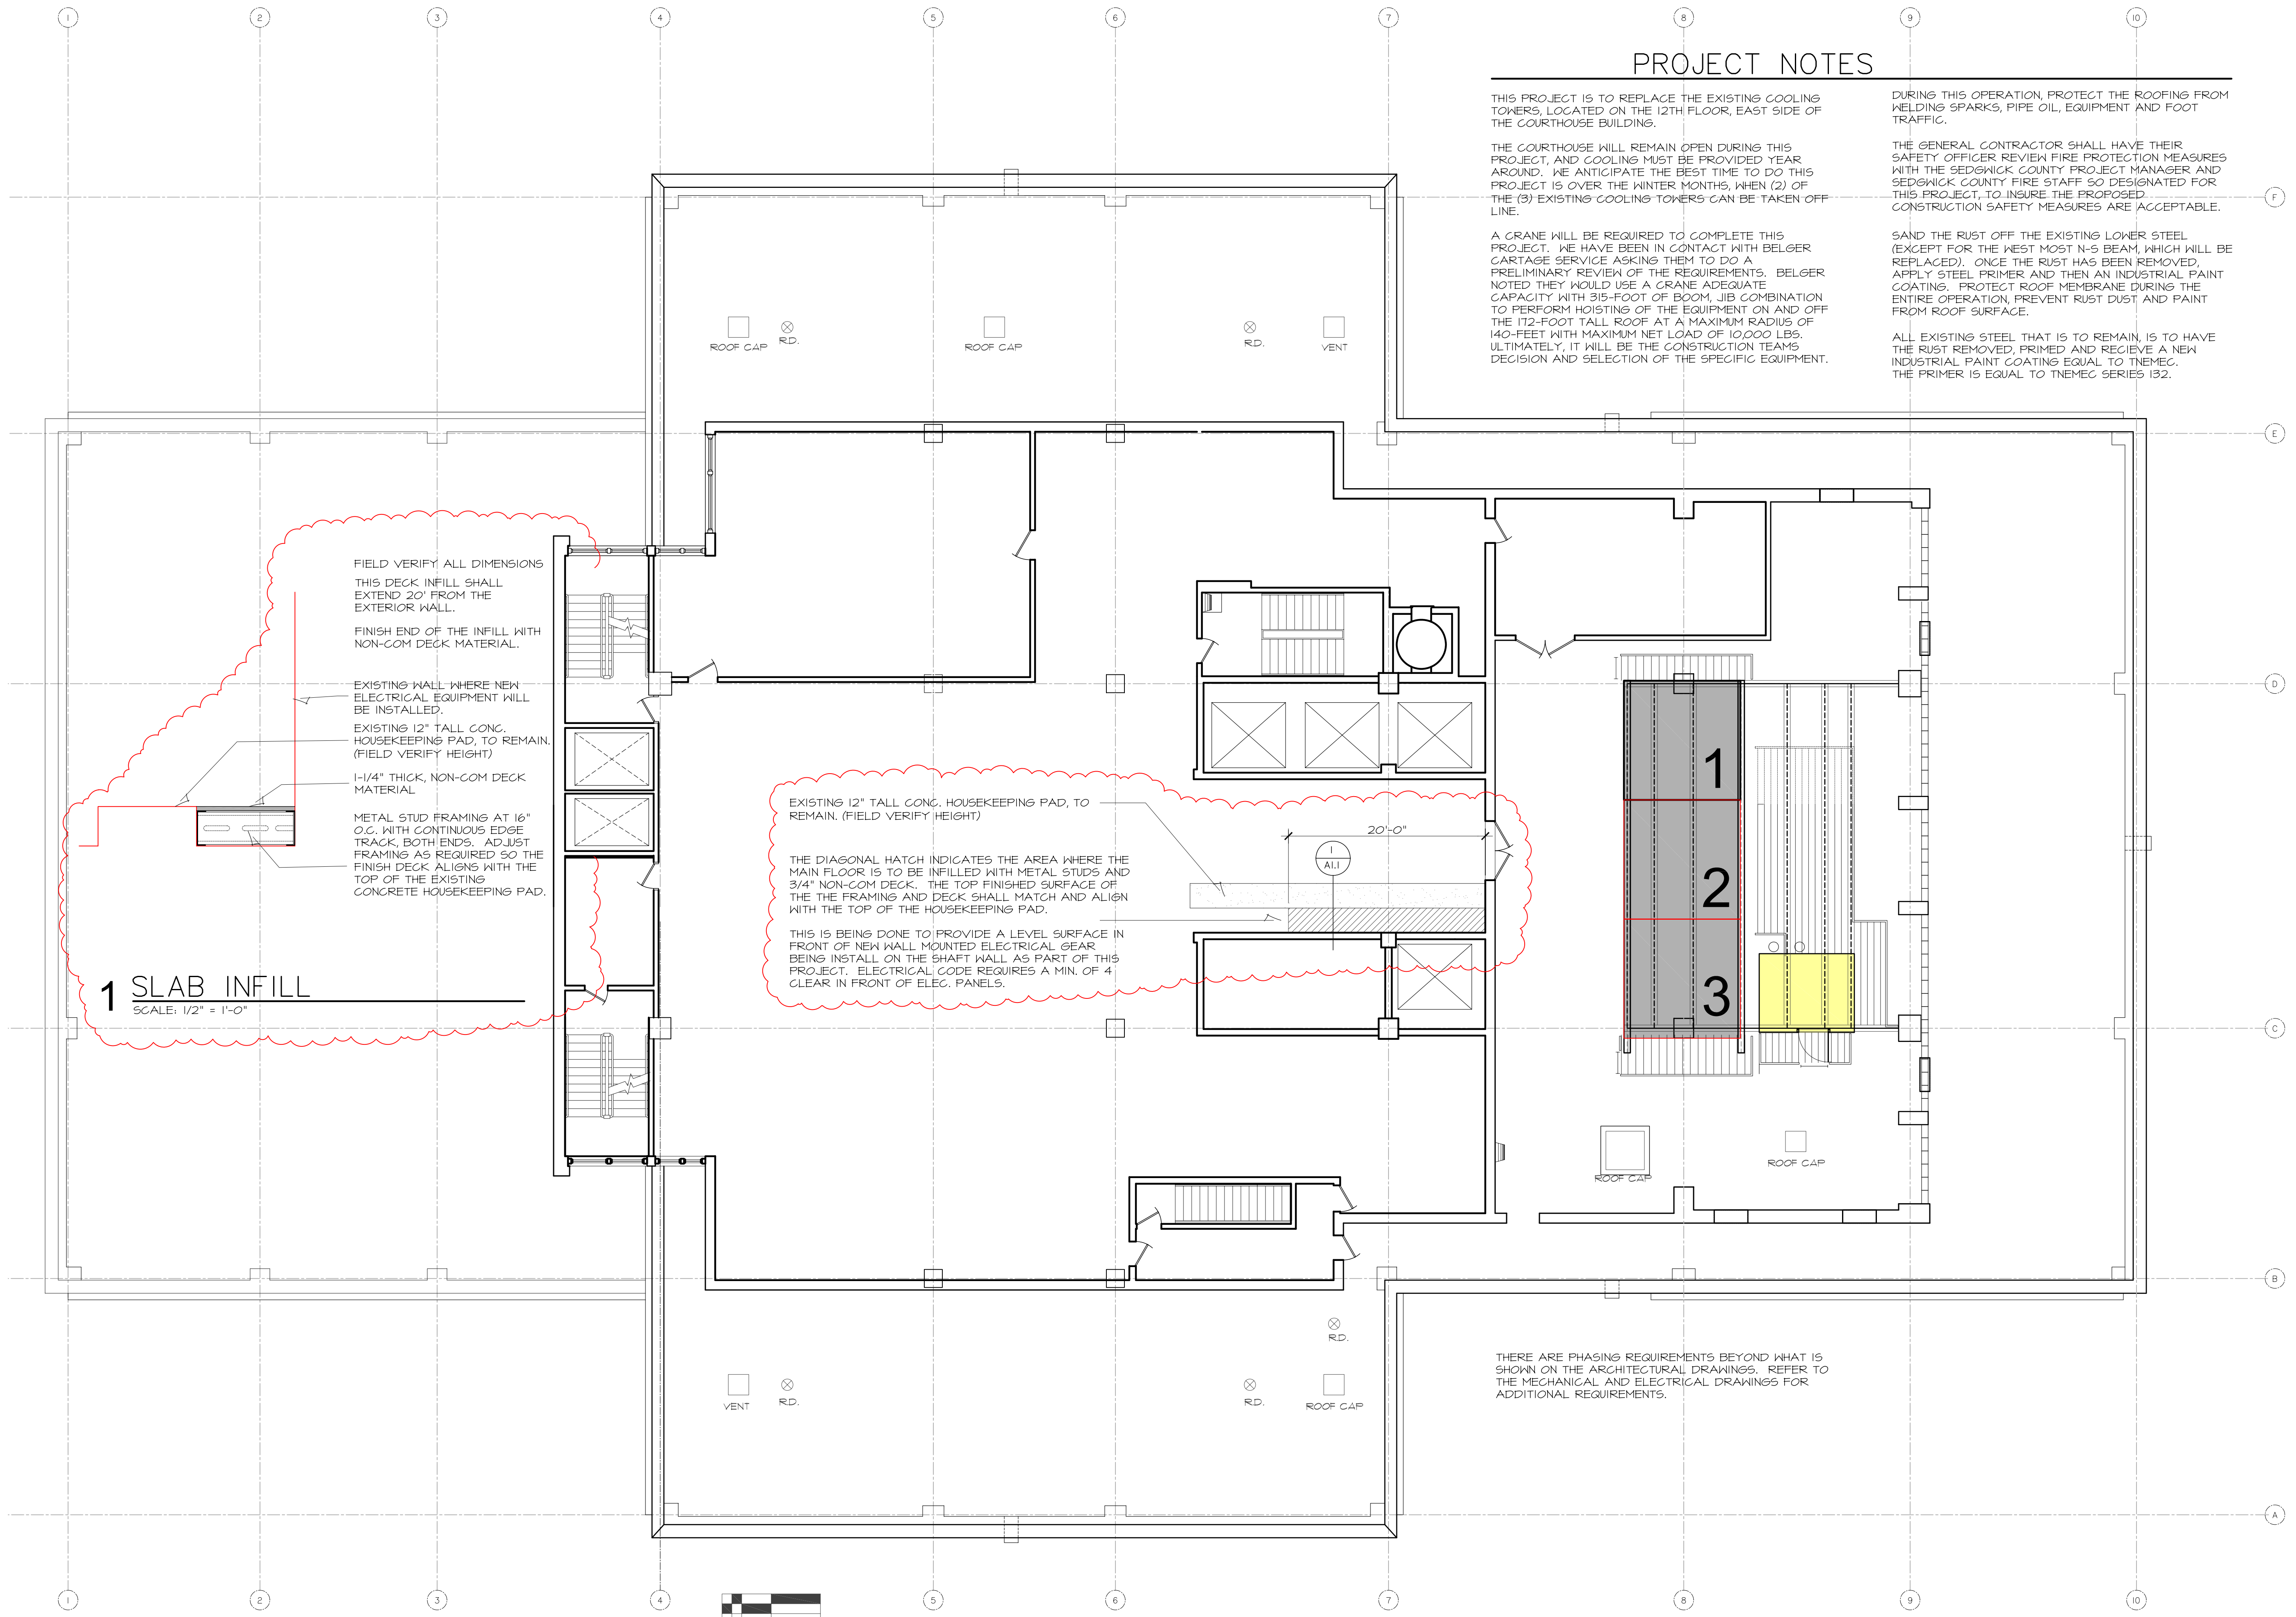 1 2 3 4 5 6 7 8 9 10
PROJECT NOTES
THIS PROJECT IS TO REPLACE THE EXISTING COOLING
TOWERS, LOCATED ON THE 12TH FLOOR, EAST SIDE OF
THE COURTHOUSE BUILDING.
THE COURTHOUSE WILL REMAIN OPEN DURING THIS
PROJECT, AND COOLING MUST BE PROVIDED YEAR
AROUND. WE ANTICIPATE THE BEST TIME TO DO THIS
PROJECT IS OVER THE WINTER MONTHS, WHEN (2) OF
THE (3) EXISTING COOLING TOWERS CAN BE TAKEN OFF
LINE.
A CRANE WILL BE REQUIRED TO COMPLETE THIS
PROJECT. WE HAVE BEEN IN CONTACT WITH BELGER
CARTAGE SERVICE ASKING THEM TO DO A
PRELIMINARY REVIEW OF THE REQUIREMENTS. BELGER
NOTED THEY WOULD USE A CRANE ADEQUATE
CAPACITY WITH 315-FOOT OF BOOM, JIB COMBINATION
TO PERFORM HOISTING OF THE EQUIPMENT ON AND OFF
THE 172-FOOT TALL ROOF AT A MAXIMUM RADIUS OF
140-FEET WITH MAXIMUM NET LOAD OF 10,000 LBS.
ULTIMATELY, IT WILL BE THE CONSTRUCTION TEAMS
DECISION AND SELECTION OF THE SPECIFIC EQUIPMENT.
DURING THIS OPERATION, PROTECT THE ROOFING FROM
WELDING SPARKS, PIPE OIL, EQUIPMENT AND FOOT
TRAFFIC.
THE GENERAL CONTRACTOR SHALL HAVE THEIR
SAFETY OFFICER REVIEW FIRE PROTECTION MEASURES
WITH THE SEDGWICK COUNTY PROJECT MANAGER AND
SEDGWICK COUNTY FIRE STAFF SO DESIGNATED FOR
THIS PROJECT, TO INSURE THE PROPOSED
CONSTRUCTION SAFETY MEASURES ARE ACCEPTABLE.
SAND THE RUST OFF THE EXISTING LOWER STEEL
(EXCEPT FOR THE WEST MOST N-S BEAM, WHICH WILL BE
REPLACED). ONCE THE RUST HAS BEEN REMOVED,
APPLY STEEL PRIMER AND THEN AN INDUSTRIAL PAINT
COATING. PROTECT ROOF MEMBRANE DURING THE
ENTIRE OPERATION, PREVENT RUST DUST AND PAINT
FROM ROOF SURFACE.
ALL EXISTING STEEL THAT IS TO REMAIN, IS TO HAVE
THE RUST REMOVED, PRIMED AND RECIEVE A NEW
INDUSTRIAL PAINT COATING EQUAL TO TNEMEC.
THE PRIMER IS EQUAL TO TNEMEC SERIES 132.
F
ROOF CAP R.D. ROOF CAP R.D. VENT
E
FIELD VERIFY ALL DIMENSIONS
THIS DECK INFILL SHALL
EXTEND 20' FROM THE
EXTERIOR WALL.
FINISH END OF THE INFILL WITH
NON-COM DECK MATERIAL.
EXISTING WALL WHERE NEW
ELECTRICAL EQUIPMENT WILL
BE INSTALLED.
EXISTING 12" TALL CONC.
HOUSEKEEPING PAD, TO REMAIN.
(FIELD VERIFY HEIGHT)
1-1/4" THICK, NON-COM DECK
MATERIAL
METAL STUD FRAMING AT 16"
O.C. WITH CONTINUOUS EDGE
TRACK, BOTH ENDS. ADJUST
FRAMING AS REQUIRED SO THE
FINISH DECK ALIGNS WITH THE
TOP OF THE EXISTING
CONCRETE HOUSEKEEPING PAD.
1 SLAB INFILL
SCALE: 1/2" = 1'-0"
D
EXISTING 12" TALL CONC. HOUSEKEEPING PAD, TO
REMAIN. (FIELD VERIFY HEIGHT)
20'-0"
1
A1.1
THE DIAGONAL HATCH INDICATES THE AREA WHERE THE
MAIN FLOOR IS TO BE INFILLED WITH METAL STUDS AND
3/4" NON-COM DECK. THE TOP FINISHED SURFACE OF
THE THE FRAMING AND DECK SHALL MATCH AND ALIGN
WITH THE TOP OF THE HOUSEKEEPING PAD.
THIS IS BEING DONE TO PROVIDE A LEVEL SURFACE IN
FRONT OF NEW WALL MOUNTED ELECTRICAL GEAR
BEING INSTALL ON THE SHAFT WALL AS PART OF THIS
PROJECT. ELECTRICAL CODE REQUIRES A MIN. OF 4
CLEAR IN FRONT OF ELEC. PANELS.
1
2
3
C
ROOF CAP
ROOF CAP
B
R.D.
VENT R.D. R.D. ROOF CAP
THERE ARE PHASING REQUIREMENTS BEYOND WHAT IS
SHOWN ON THE ARCHITECTURAL DRAWINGS. REFER TO
THE MECHANICAL AND ELECTRICAL DRAWINGS FOR
ADDITIONAL REQUIREMENTS.
A
1 2 3 4 5 6 7 8 9 10